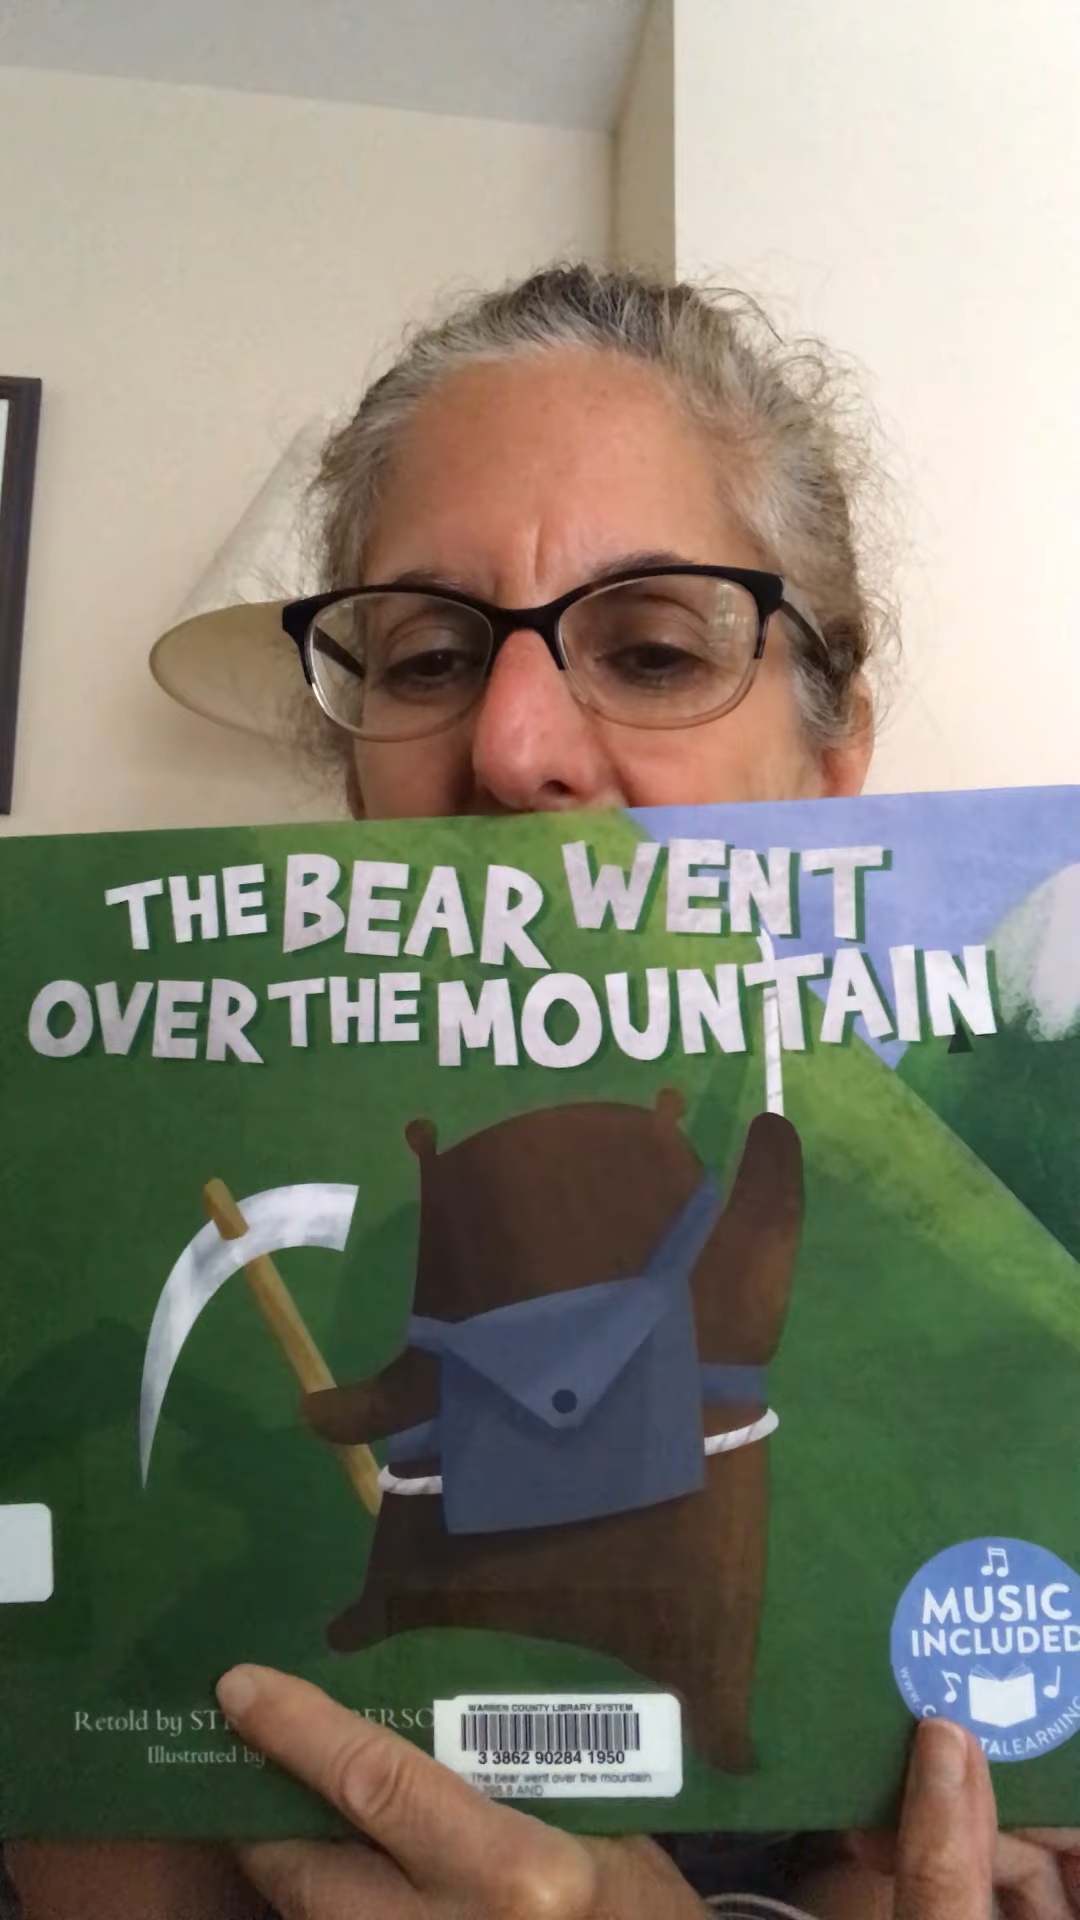 THE BEAR WENT
OVER THE MOUNTAIN
Retold by
Illustrated by
WARREN COUNTY LIBRARY SYSTEM
3 3862 90284 1950
The bear went over the mountain
AND
MUSIC
INCLUDED